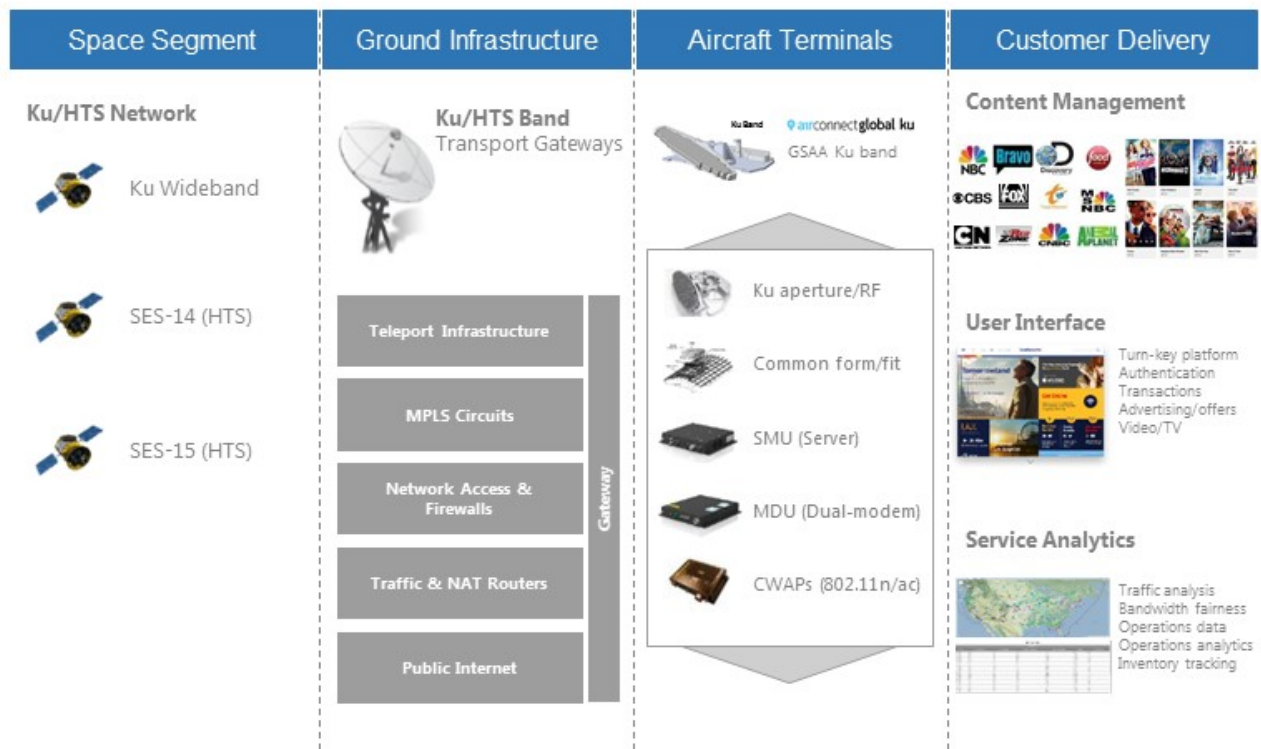 Space Segment
Ground Infrastructure
Aircraft Terminals
Customer Delivery
Ku/HTS Network
Ku Wideband
SES-14 (HTS)
SES-15 (HTS)
Ku/HTS Band
Transport Gateways
Teleport Infrastructure
MPLS Circuits
Network Access &
Firewalls
Traffic & NAT Routers
Public Internet
Gateway
Ku Band
airconnectglobal ku
GSAA Ku band
Ku aperture/RF
Common form/fit
SMU (Server)
MDU (Dual-modem)
CWAPs (802.11n/ac)
Content Management
NBC
Bravo
Discovery
food
CBS
FOX
MSNBC
CN
RED ZONE
CNBC
ANIMAL PLANET
User Interface
Tomorrowland
Turn-key platform
Authentication
Transactions
Advertising/offers
Video/TV
Service Analytics
Traffic analysis
Bandwidth fairness
Operations data
Operations analytics
Inventory tracking